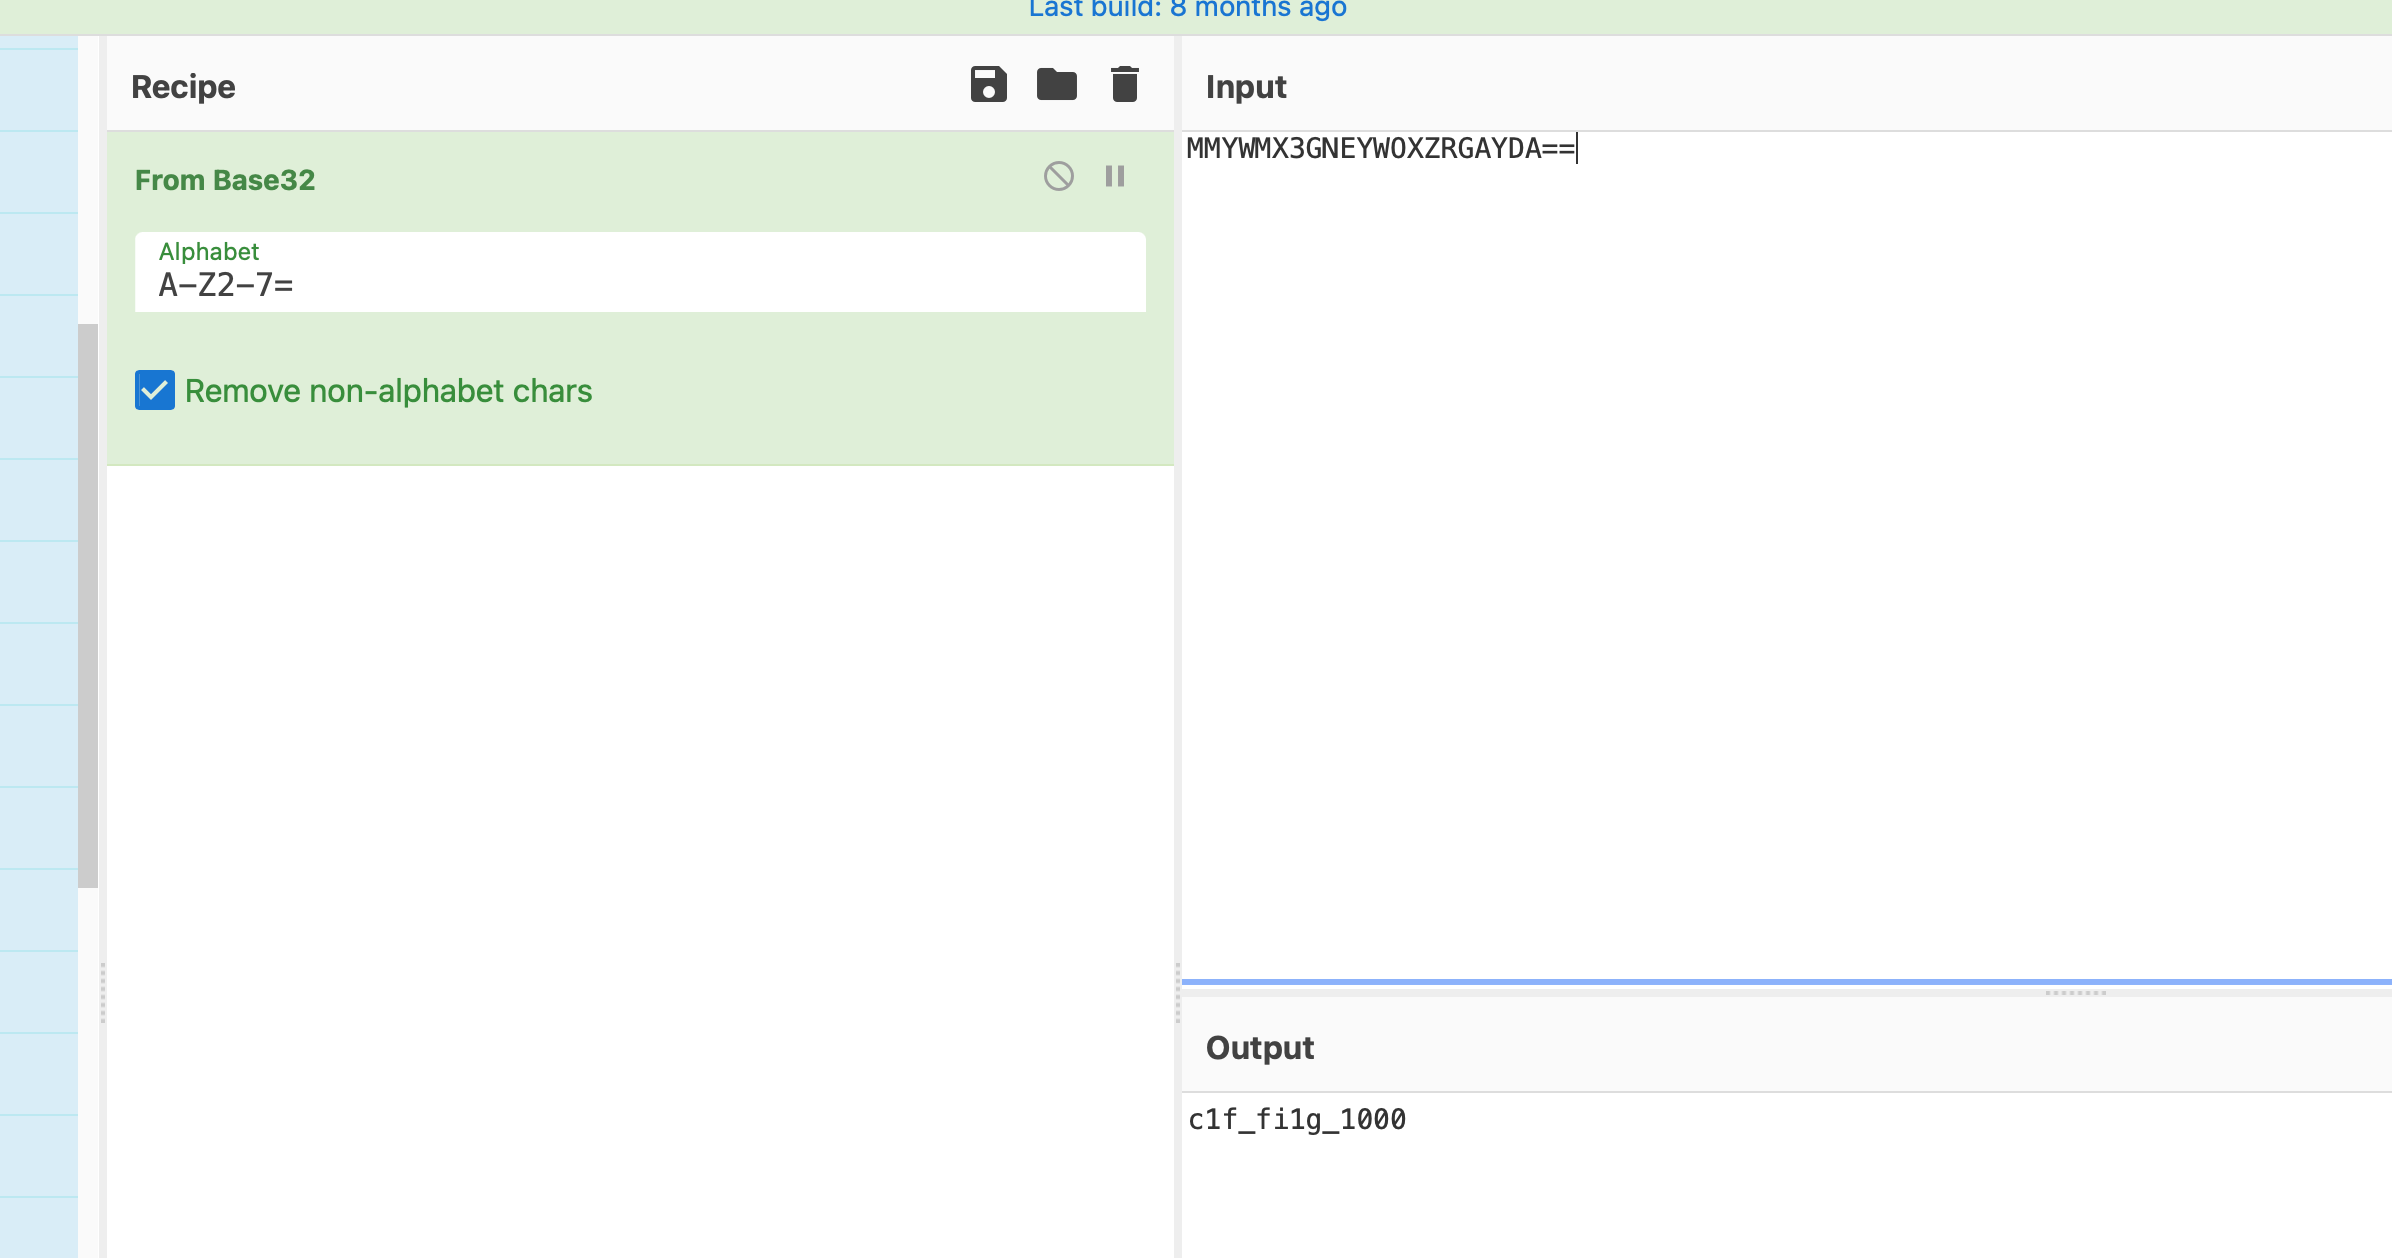 Last build: 8 months ago
Recipe
From Base32
Alphabet
A-Z2-7=
Remove non-alphabet chars
Input
MMYWMX3GNEYWOXZRGAYDA==
Output
c1f_fi1g_1000